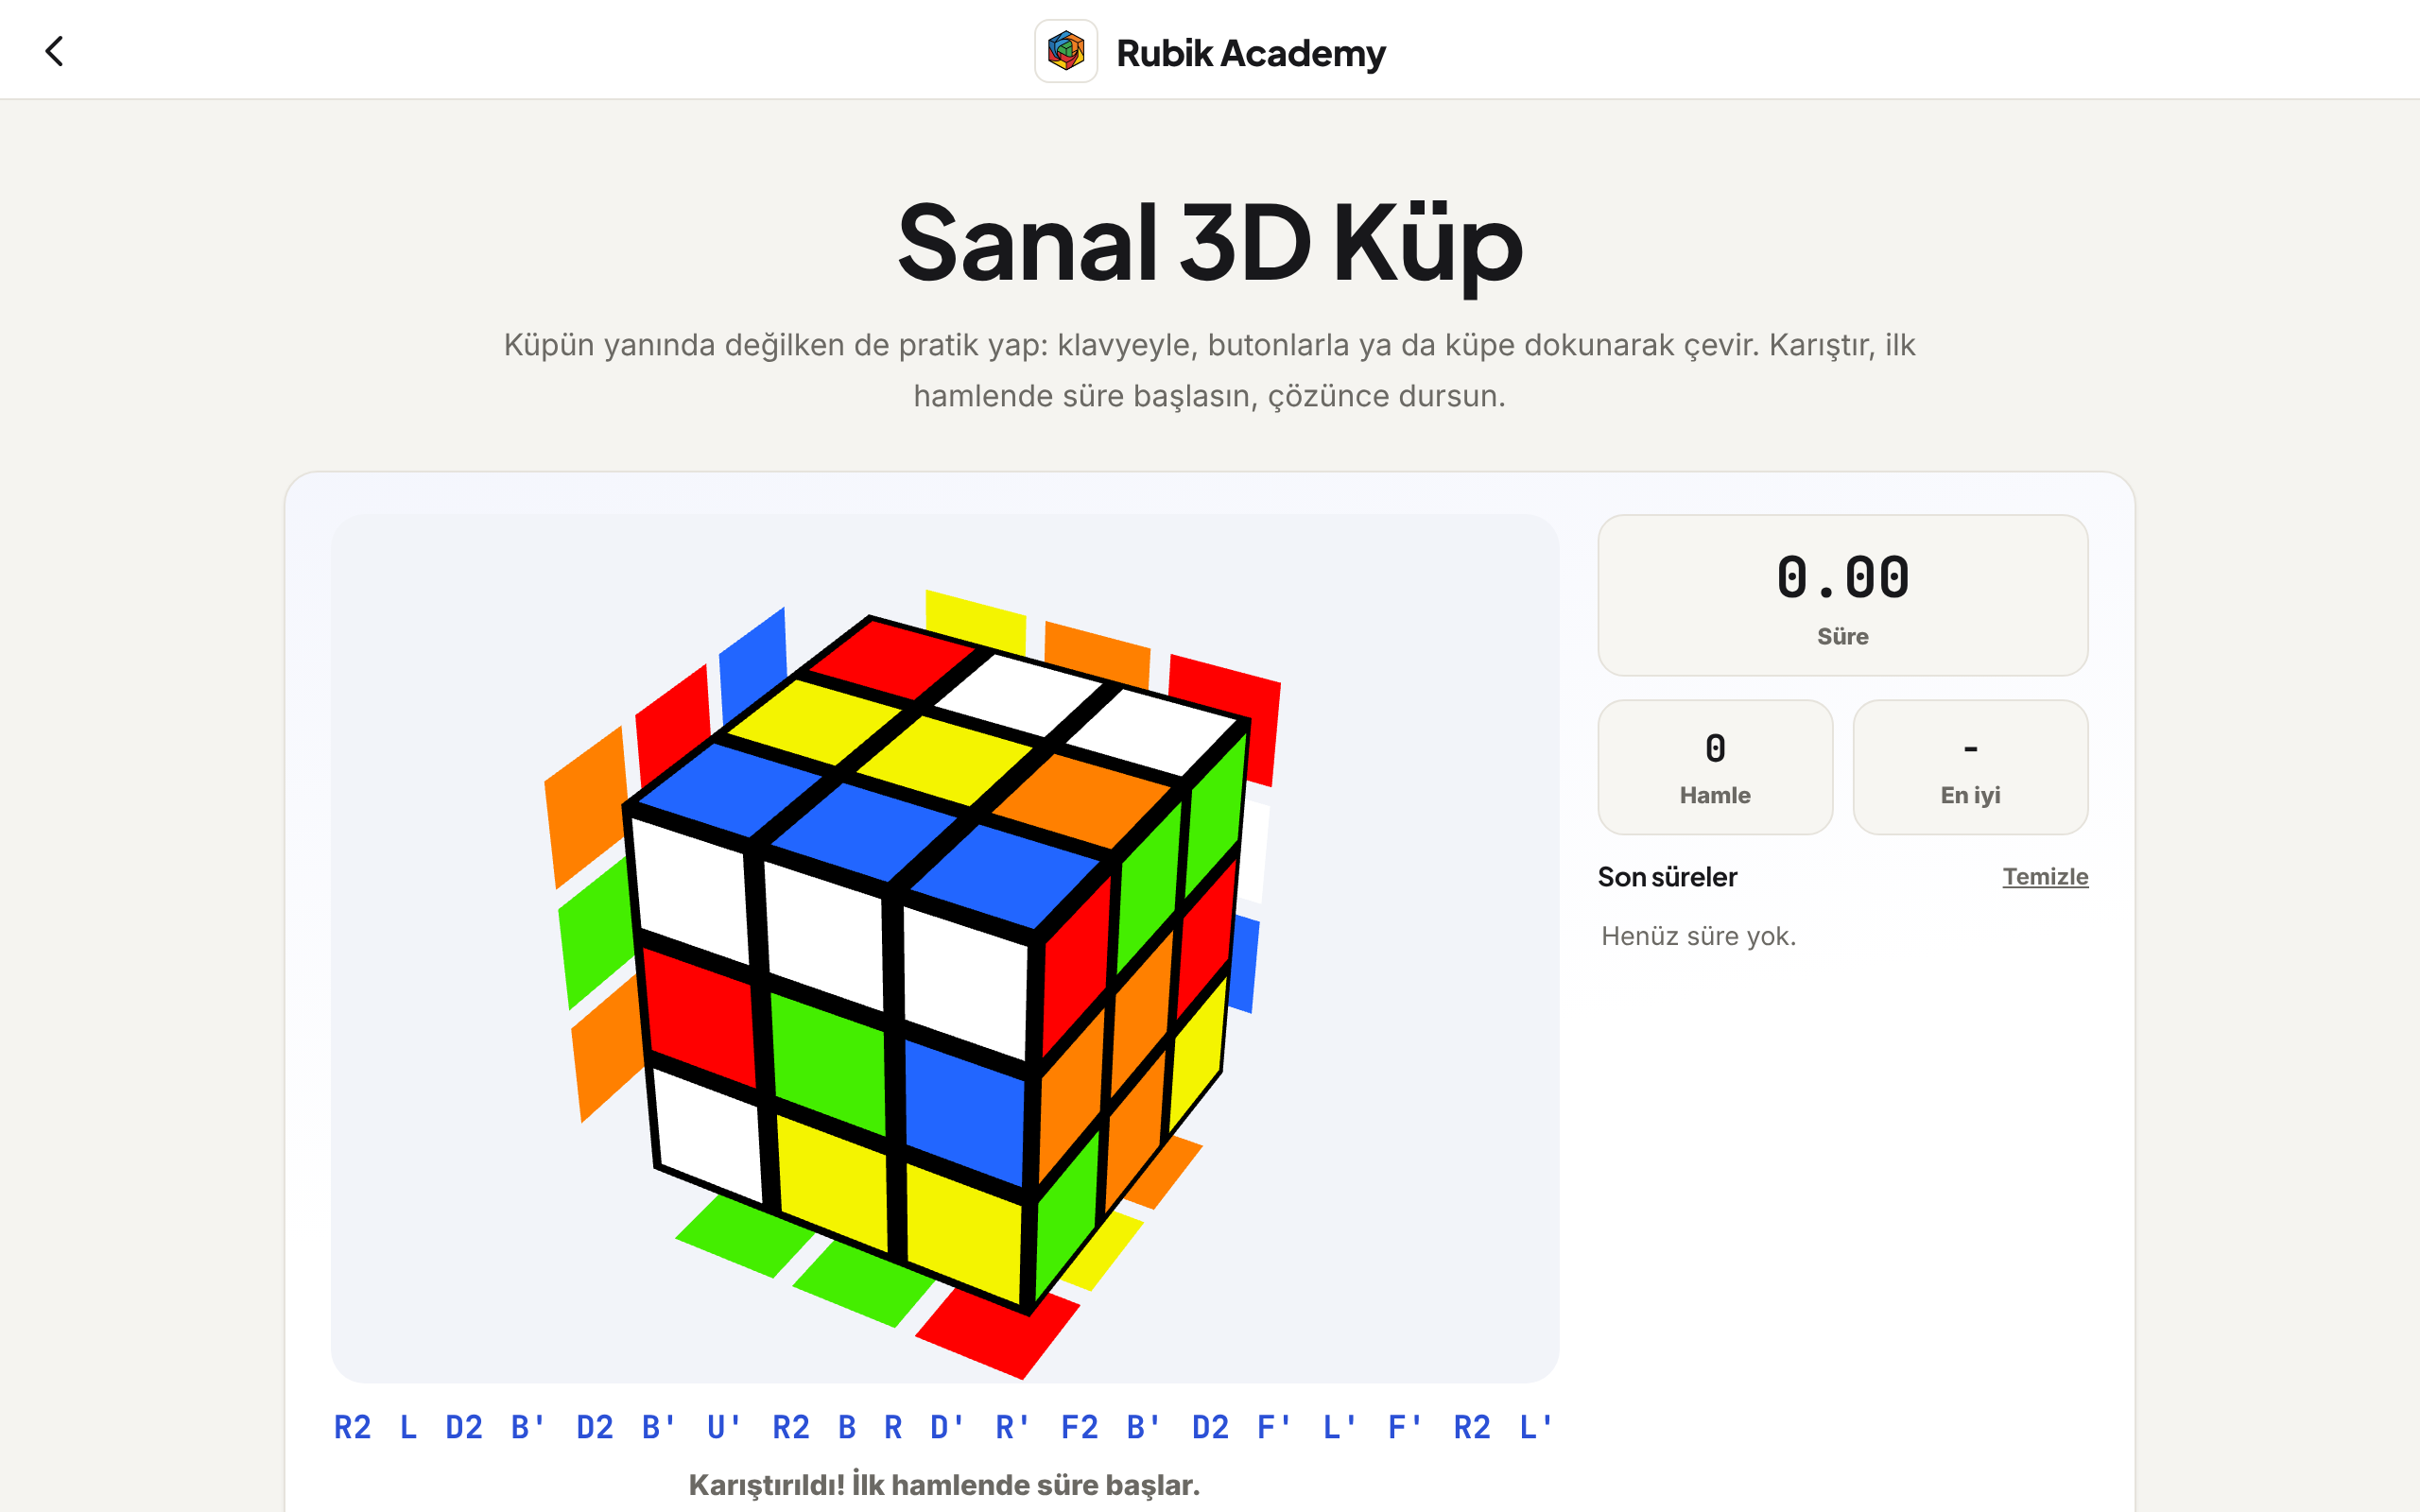 Rubik Academy
Sanal 3D Küp
Küpün yanında değilken de pratik yap: klavyeyle, butonlarla ya da küpe dokunarak çevir. Karıştır, ilk
hamlende süre başlasın, çözünce dursun.
0.00
Süre
0
Hamle
-
En iyi
Son süreler
Temizle
Henüz süre yok.
R2 L D2 B' D2 B' U' R2 B R D' R' F2 B' D2 F' L' F' R2 L'
Karıştırıldı! İlk hamlende süre başlar.